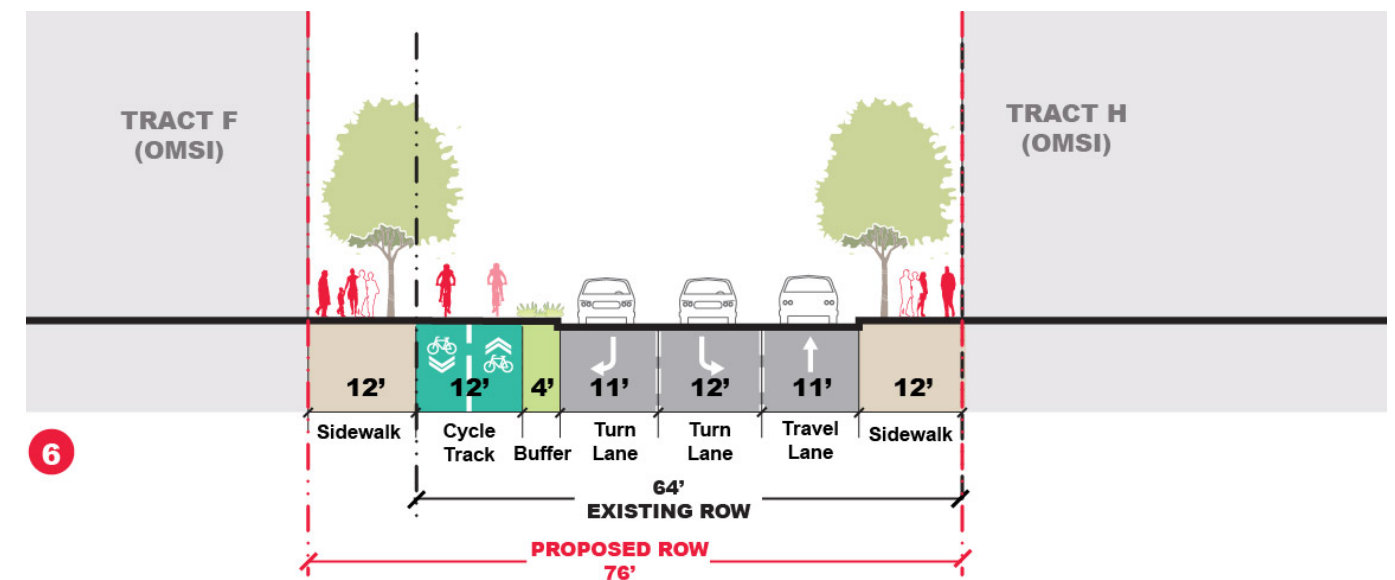 TRACT F
(OMSI)
TRACT H
(OMSI)
12’
12’
4’
11’
12’
11’
12’
Sidewalk
Cycle
Track
Buffer
Turn
Lane
Turn
Lane
Travel
Lane
Sidewalk
6
64’
EXISTING ROW
PROPOSED ROW
76’